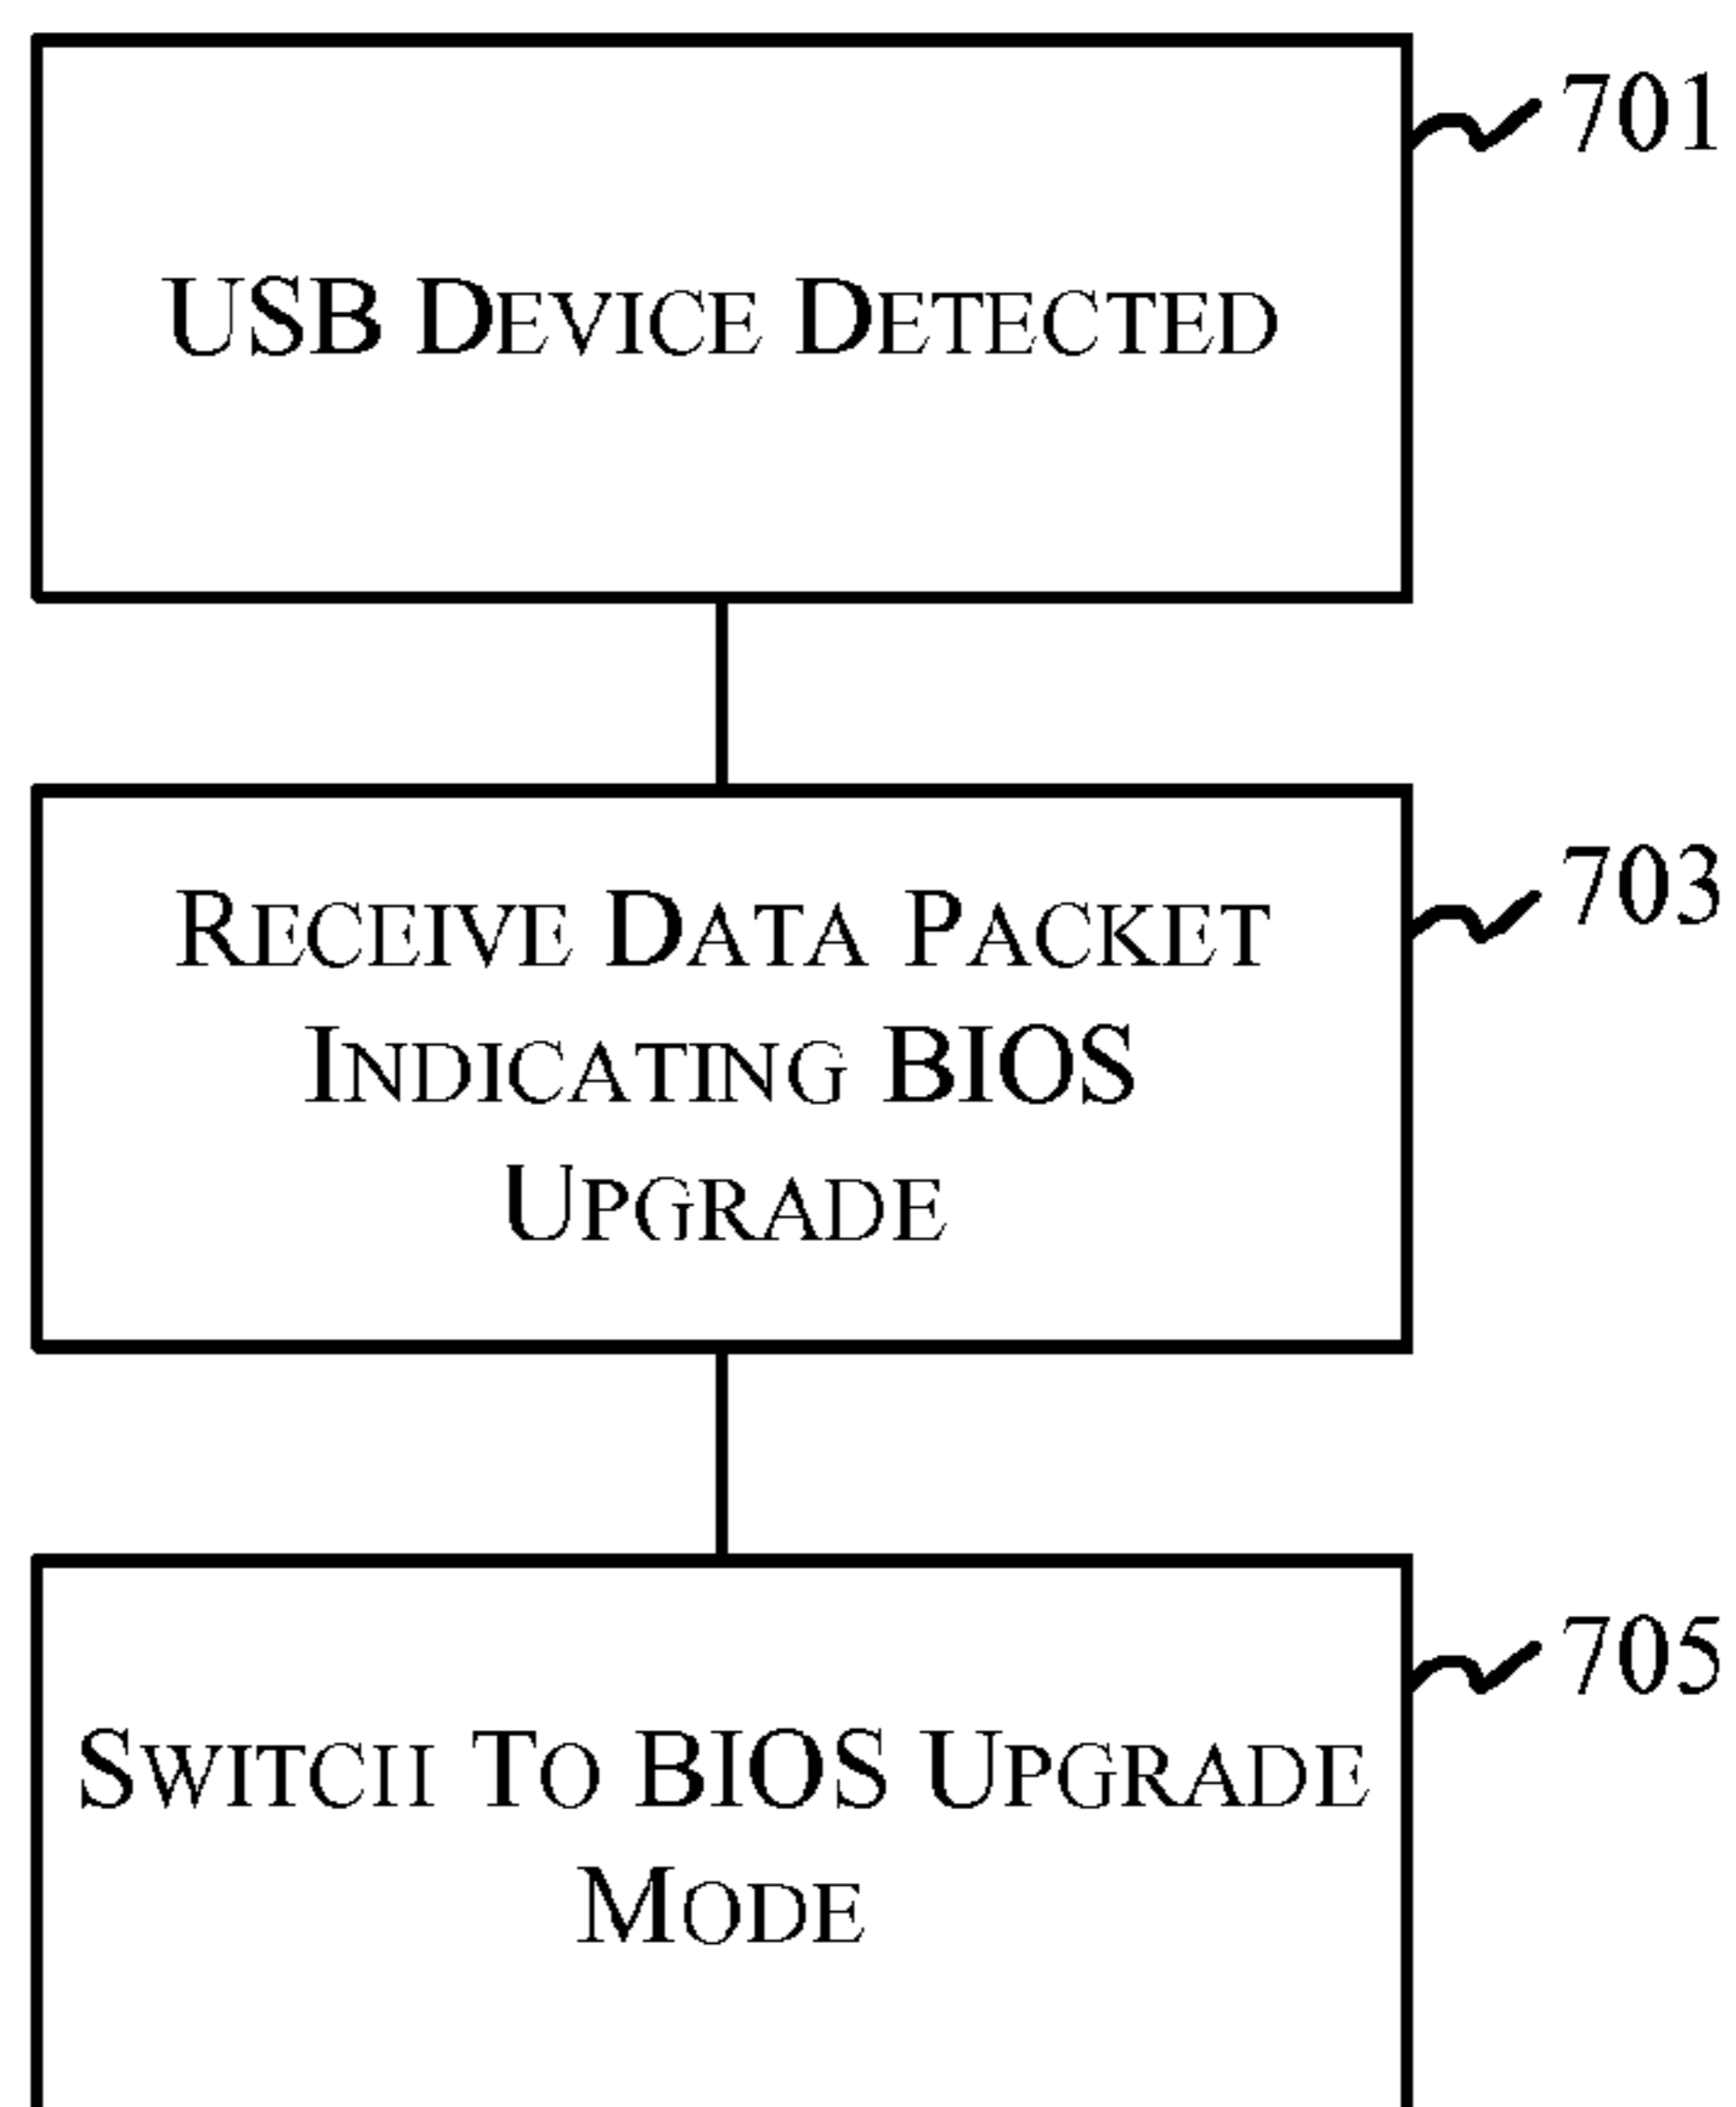 701
USB DEVICE DETECTED
703
RECEIVE DATA PACKET
INDICATING BIOS
UPGRADE
705
SWITCH TO BIOS UPGRADE
MODE